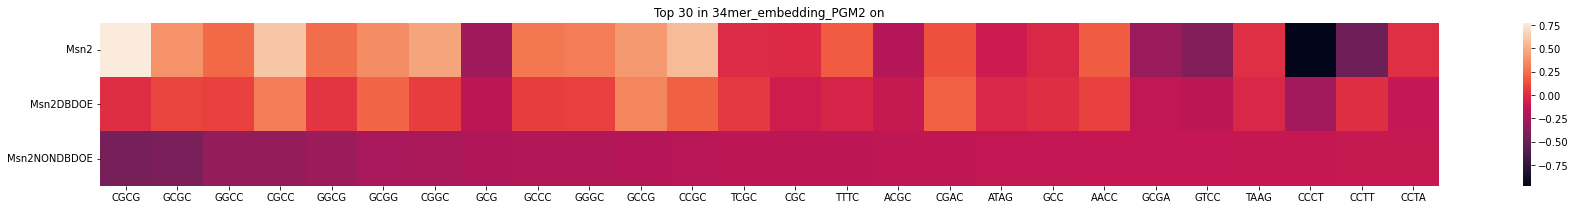 Top 30 in 34mer_embedding_PGM2 on
Msn2
Msn2DBDOE
Msn2NONDBDOE
CGCG GCGC GGCC CGCC GGCG GCGG CGGC GCG GCCC GGGC GCCG CCGC TCGC CGC TTTC ACGC CGAC ATAG GCC AACC GCGA GTCC TAAG CCCT CCTT CCTA
0.75
0.50
0.25
0.00
−0.25
−0.50
−0.75